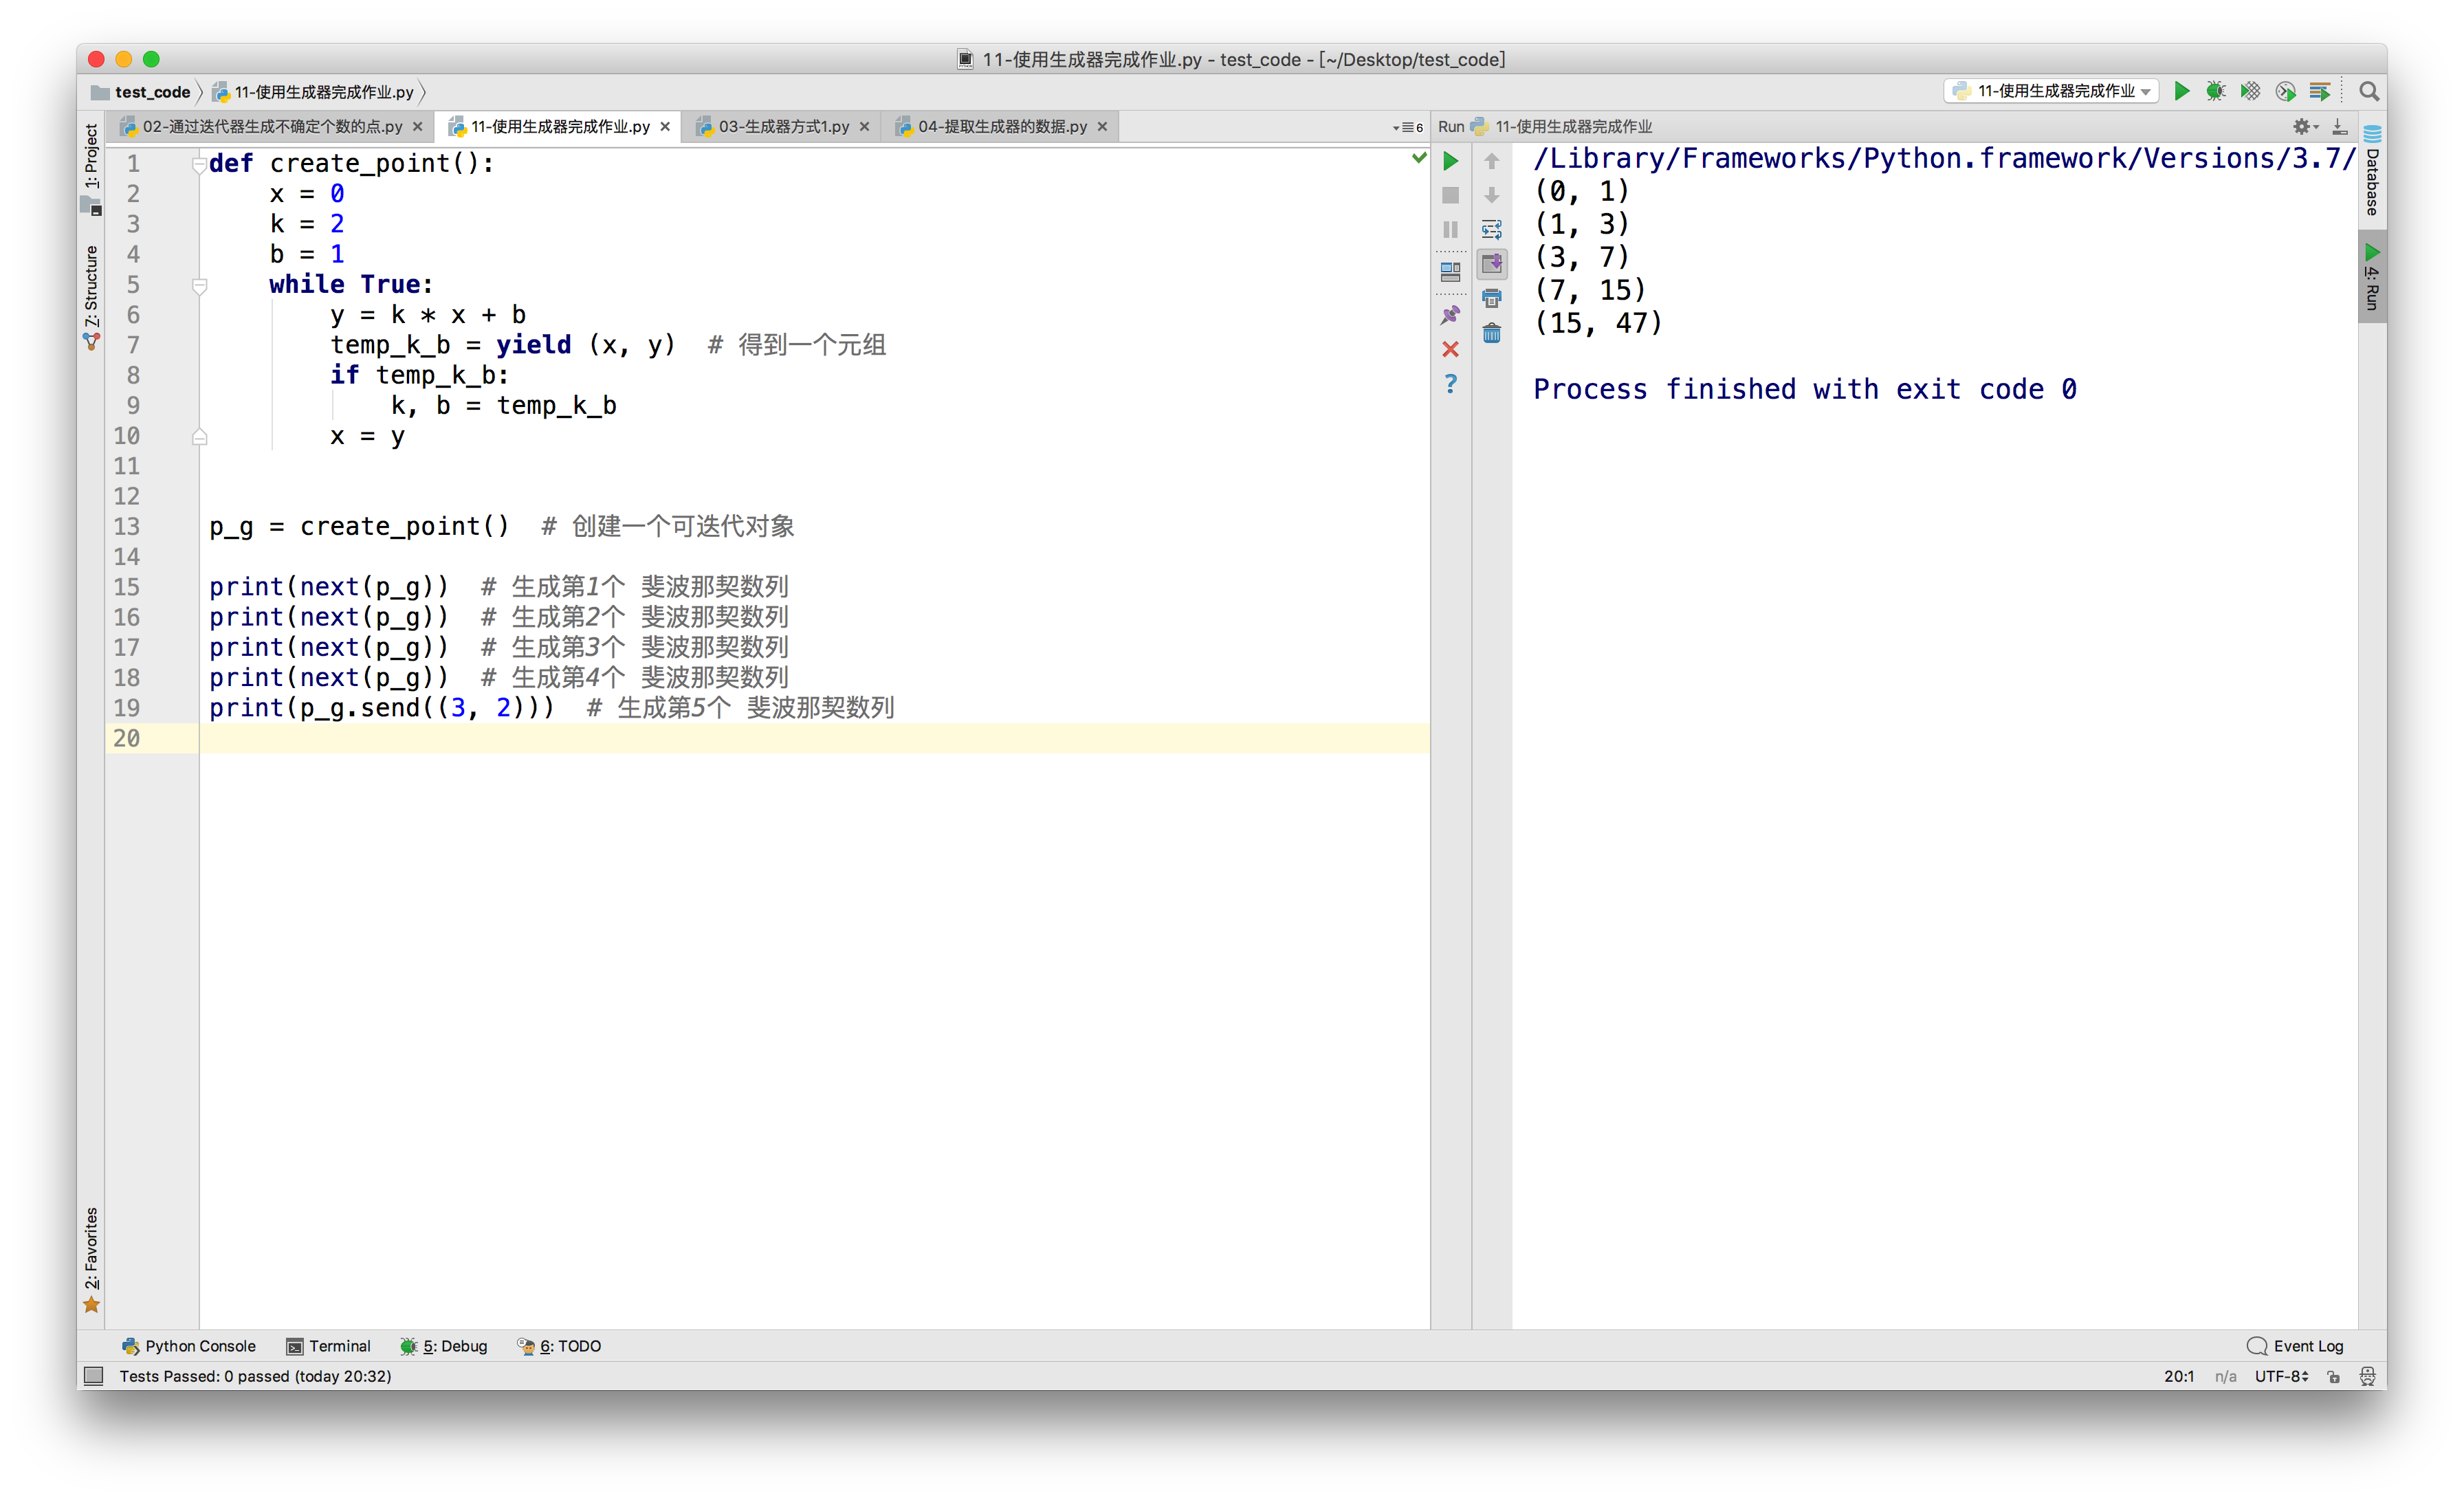 11-使用生成器完成作业.py - test_code - [~/Desktop/test_code]
test_code 11-使用生成器完成作业.py 11-使用生成器完成作业
02-通过迭代器生成不确定个数的点.py 11-使用生成器完成作业.py 03-生成器方式1.py 04-提取生成器的数据.py 6
Run 11-使用生成器完成作业
1: Project
7: Structure
2: Favorites
1 def create_point():
2 x = 0
3 k = 2
4 b = 1
5 while True:
6 y = k * x + b
7 temp_k_b = yield (x, y)  # 得到一个元组
8 if temp_k_b:
9 k, b = temp_k_b
10 x = y
11
12
13 p_g = create_point()  # 创建一个可迭代对象
14
15 print(next(p_g))  # 生成第1个 斐波那契数列
16 print(next(p_g))  # 生成第2个 斐波那契数列
17 print(next(p_g))  # 生成第3个 斐波那契数列
18 print(next(p_g))  # 生成第4个 斐波那契数列
19 print(p_g.send((3, 2)))  # 生成第5个 斐波那契数列
20
/Library/Frameworks/Python.framework/Versions/3.7/
(0, 1)
(1, 3)
(3, 7)
(7, 15)
(15, 47)
Process finished with exit code 0
Database
4: Run
Python Console Terminal 5: Debug 6: TODO Event Log
Tests Passed: 0 passed (today 20:32) 20:1 n/a UTF-8